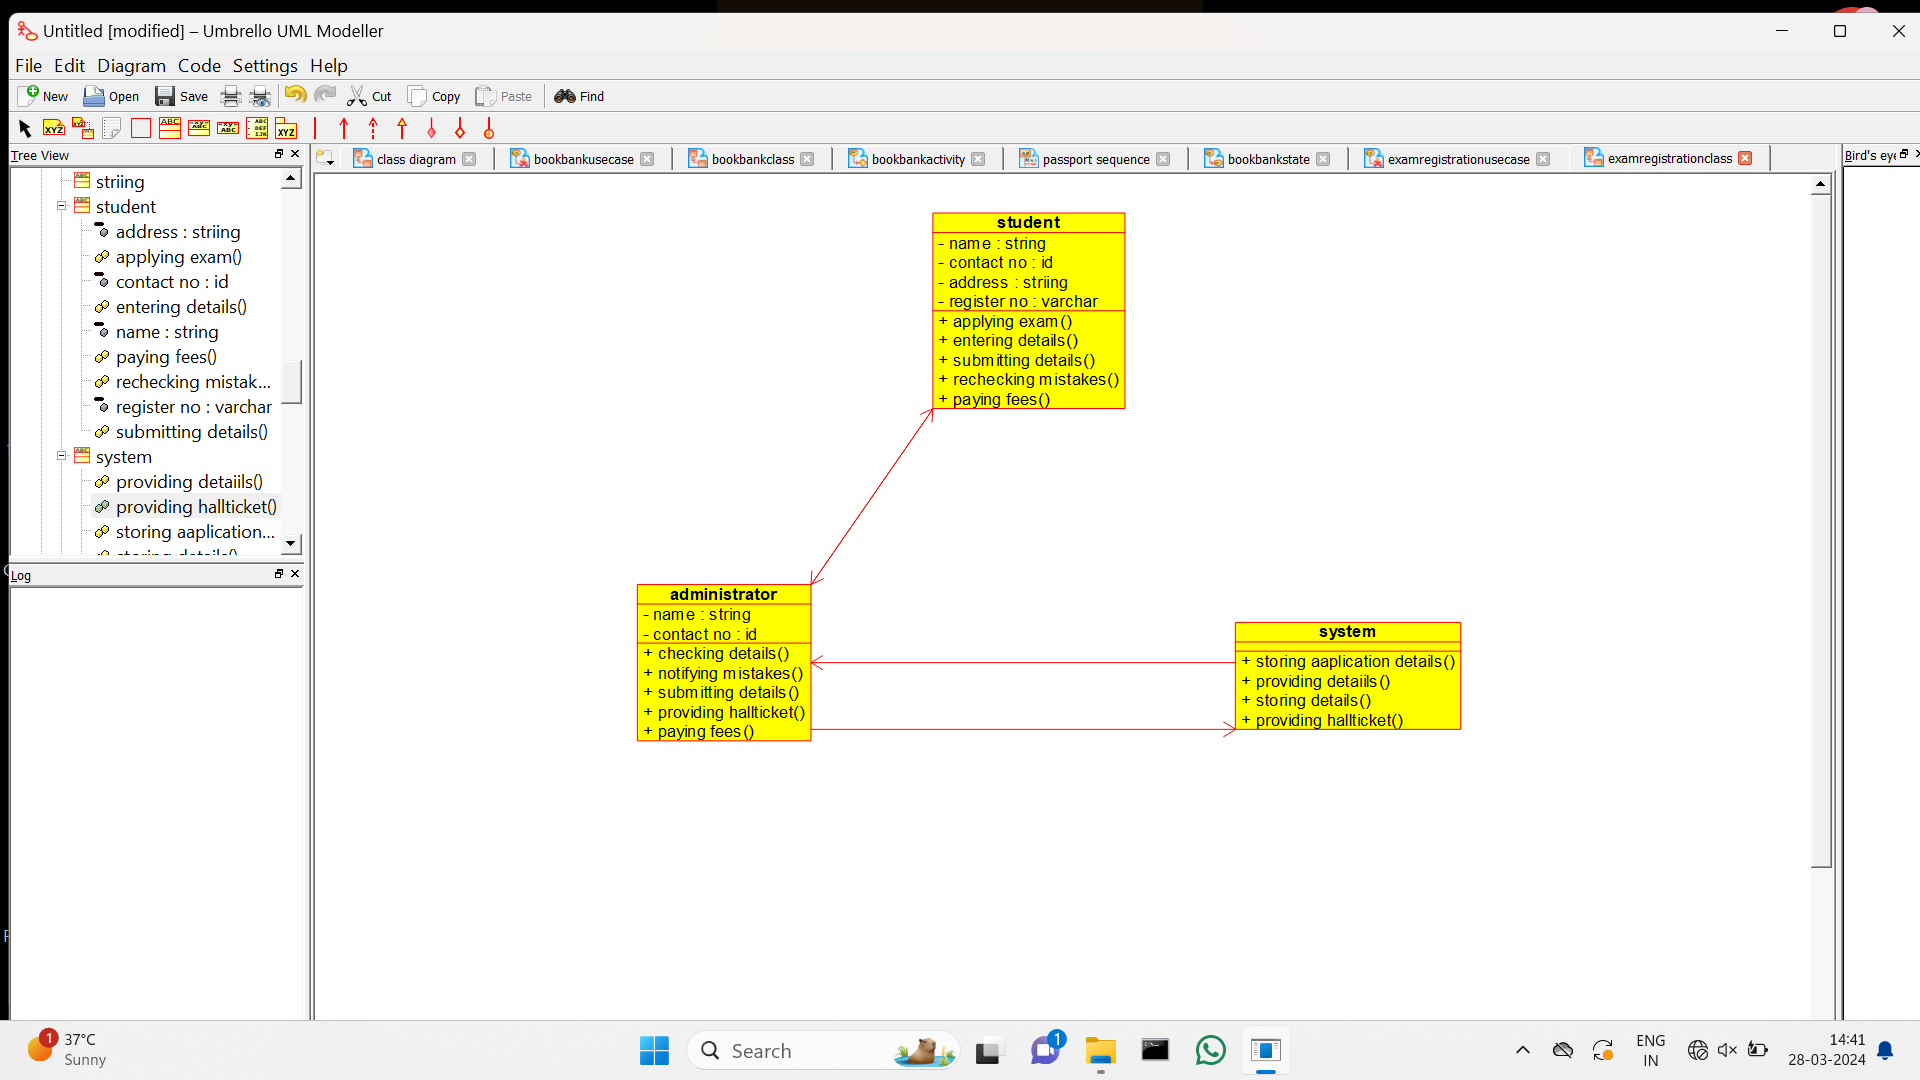 Untitled [modified] – Umbrello UML Modeller
File Edit Diagram Code Settings Help
New Open Save Cut Copy Paste Find
Tree View
class diagram
bookbankusecase
bookbankclass
bookbankactivity
passport sequence
bookbankstate
examregistrationusecase
examregistrationclass
Bird's eye
striing
student
address : striing
applying exam()
contact no : id
entering details()
name : string
paying fees()
rechecking mistak...
register no : varchar
submitting details()
system
providing detaiils()
providing hallticket()
storing aaplication...
storing details()
Log
student
- name : string
- contact no : id
- address : striing
- register no : varchar
+ applying exam()
+ entering details()
+ submitting details()
+ rechecking mistakes()
+ paying fees()
administrator
- name : string
- contact no : id
+ checking details()
+ notifying mistakes()
+ submitting details()
+ providing hallticket()
+ paying fees()
system
+ storing aaplication details()
+ providing detaiils()
+ storing details()
+ providing hallticket()
1
37°C
Sunny
Search
1
ENG
IN
14:41
28-03-2024